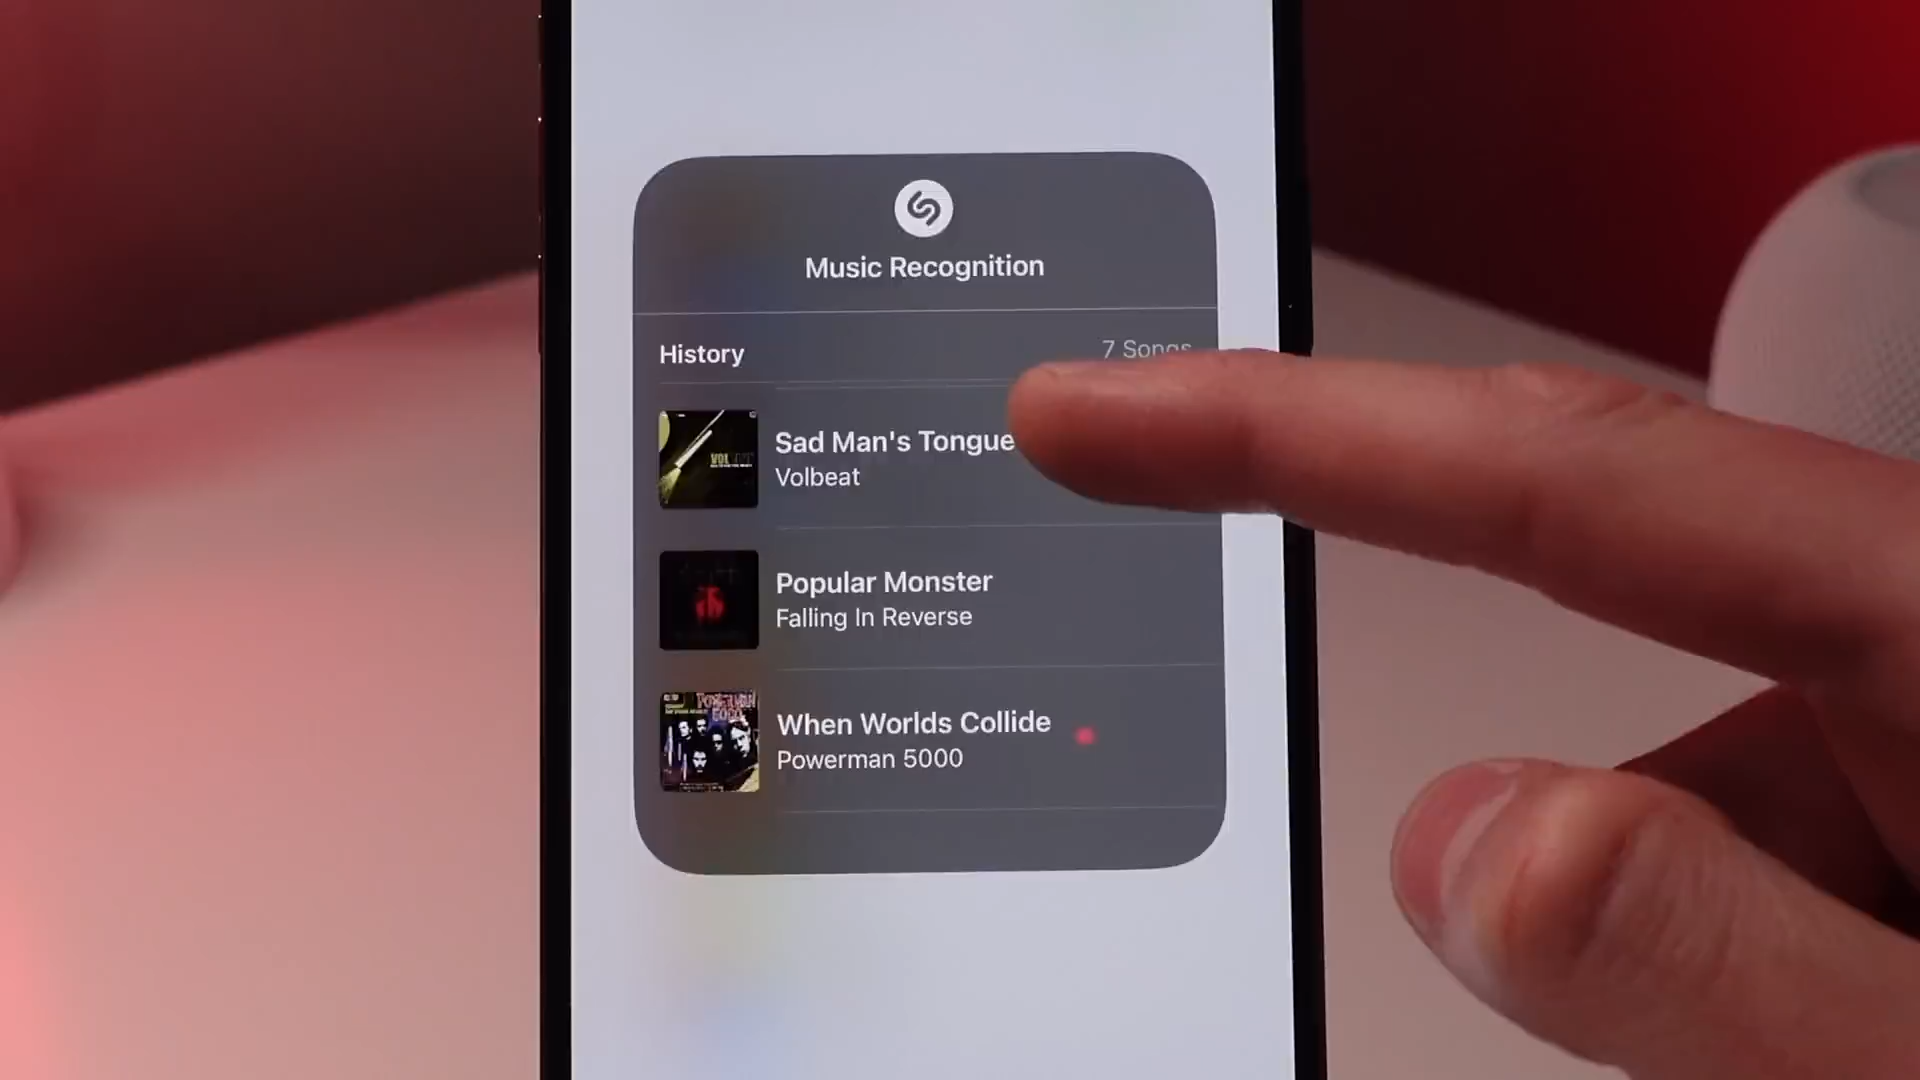 Music Recognition
History
7 Songs
Sad Man's Tongue
Volbeat
Popular Monster
Falling In Reverse
When Worlds Collide
Powerman 5000